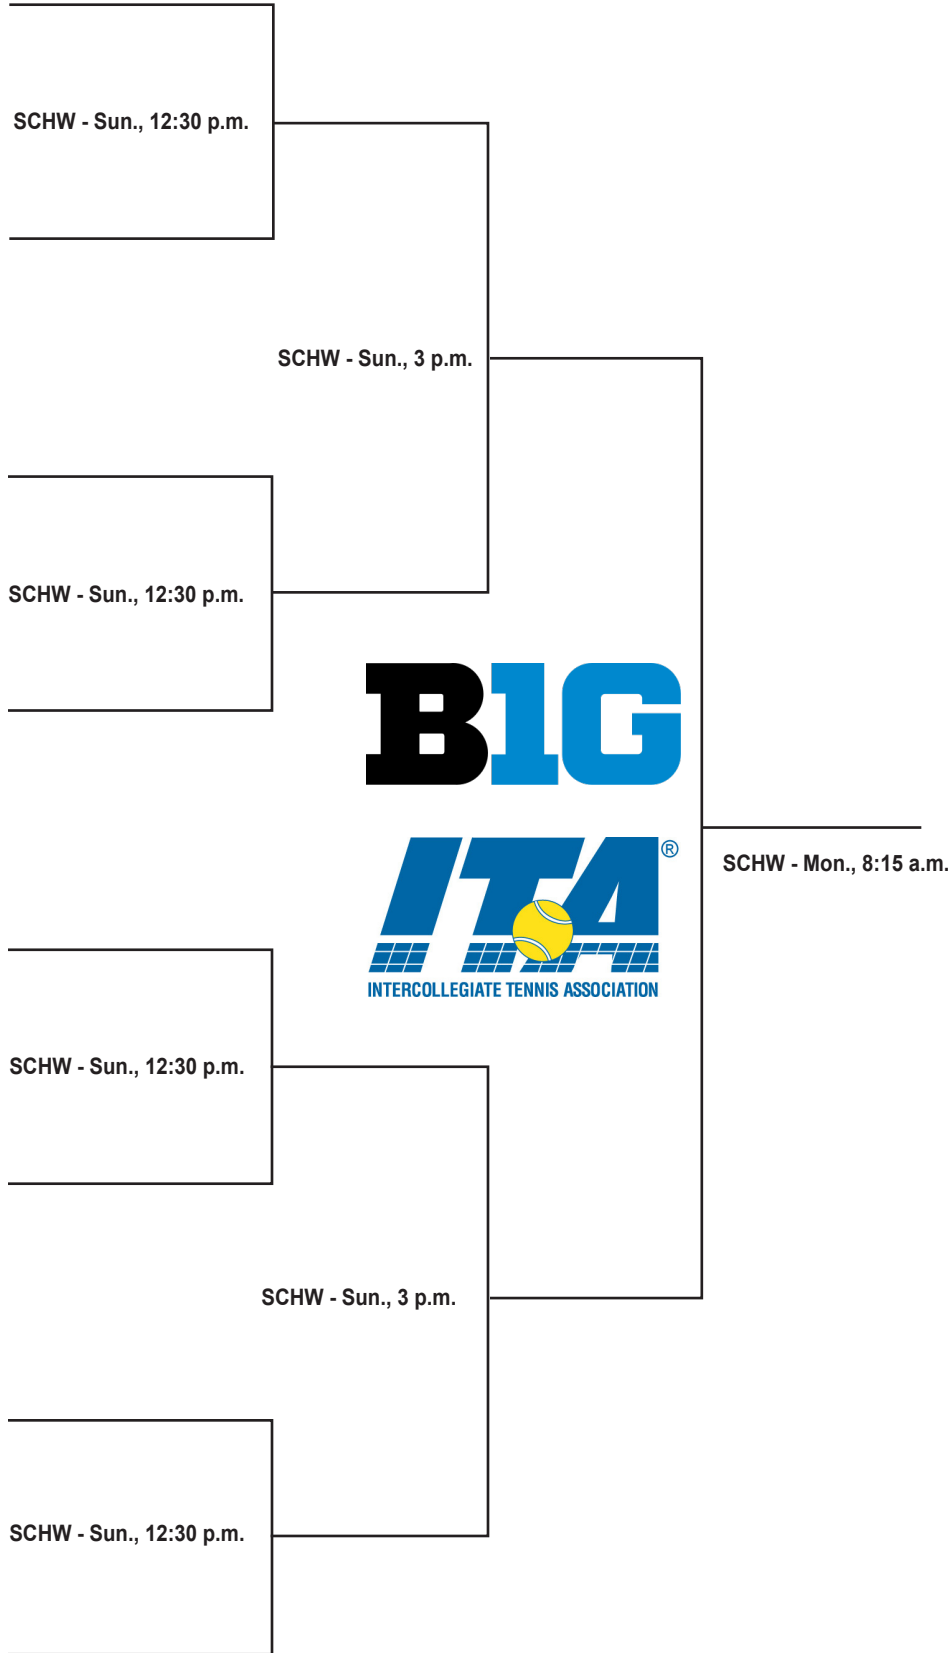 SCHW - Sun., 12:30 p.m.
SCHW - Sun., 3 p.m.
SCHW - Sun., 12:30 p.m.
B1G
ITA®
INTERCOLLEGIATE TENNIS ASSOCIATION
SCHW - Mon., 8:15 a.m.
SCHW - Sun., 12:30 p.m.
SCHW - Sun., 3 p.m.
SCHW - Sun., 12:30 p.m.